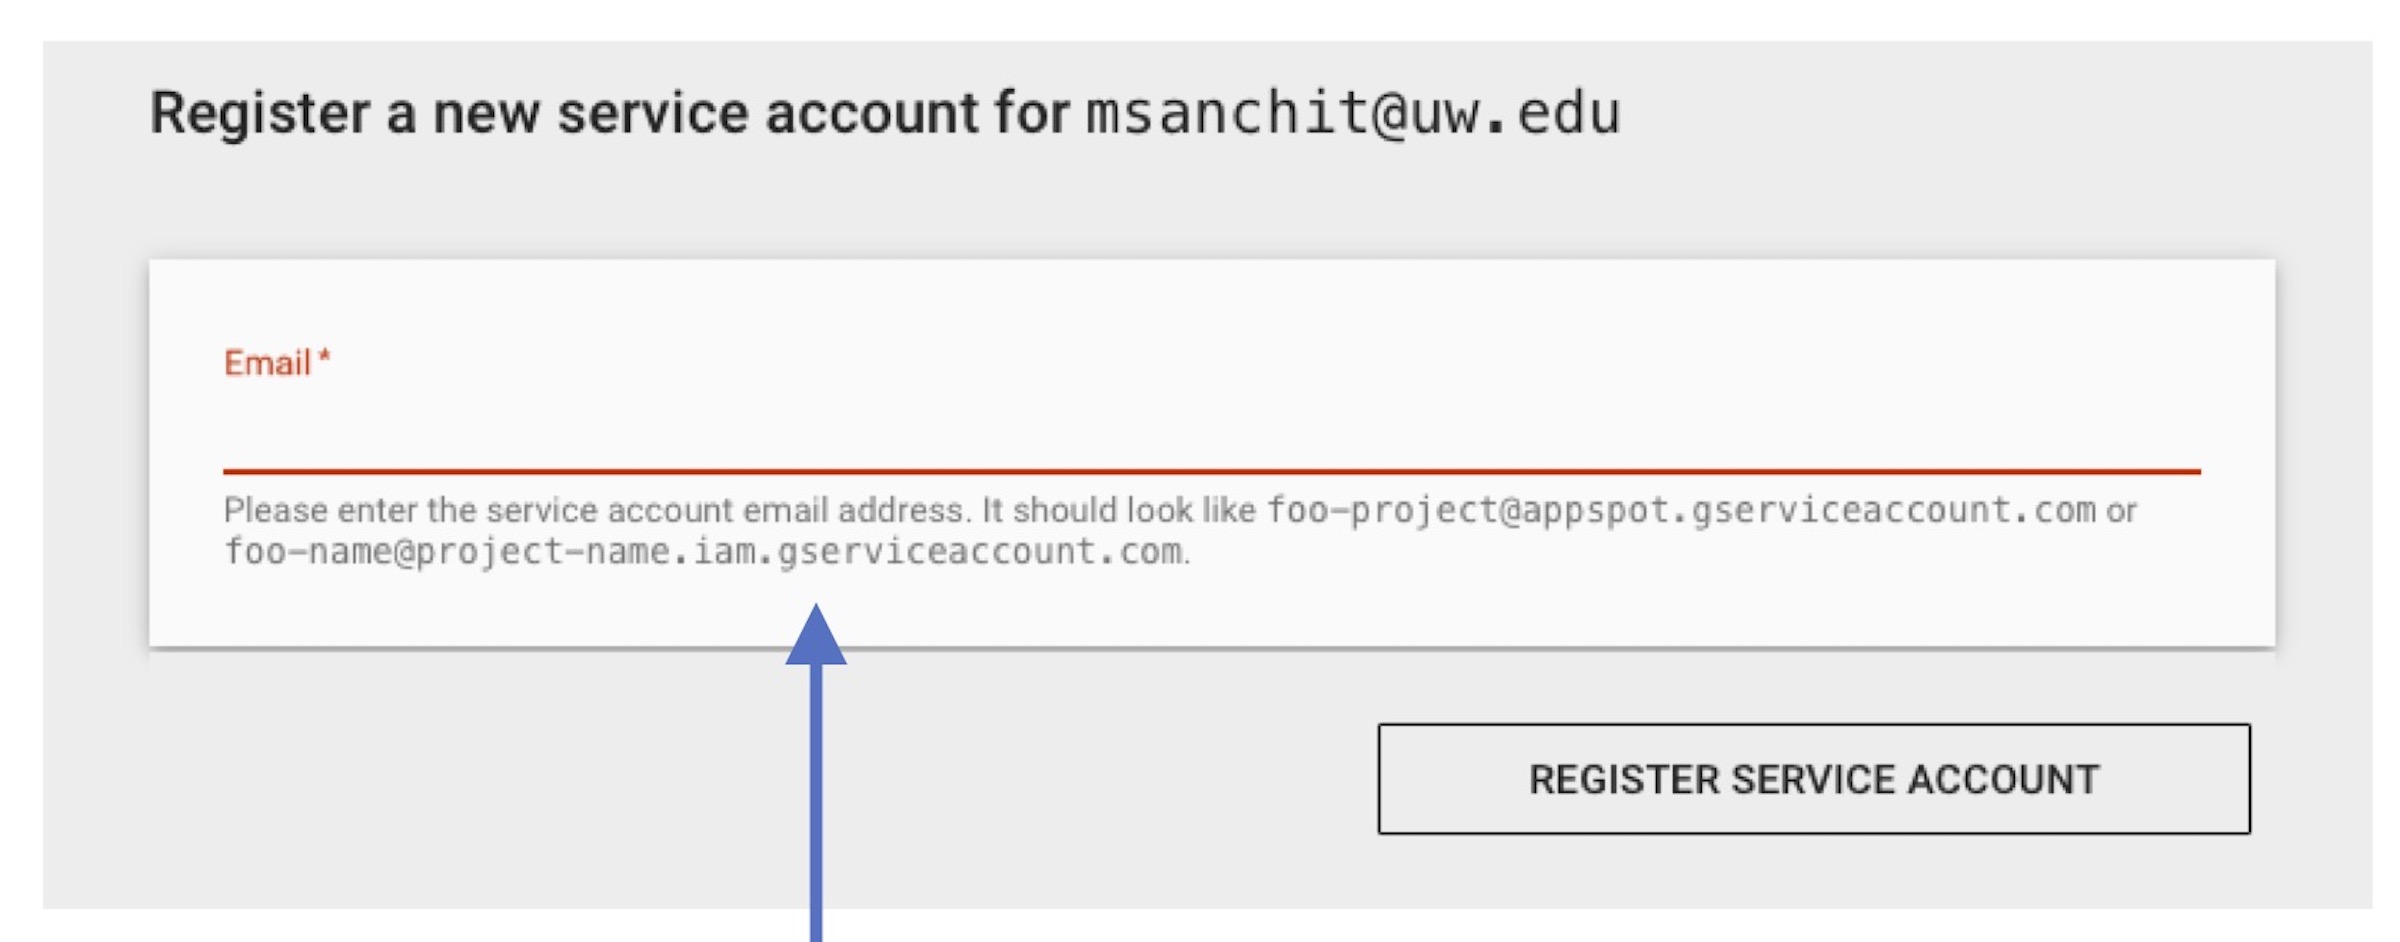 Register a new service account for msanchit@uw.edu
Email *
Please enter the service account email address. It should look like foo-project@appspot.gserviceaccount.com or
foo-name@project-name.iam.gserviceaccount.com.
REGISTER SERVICE ACCOUNT